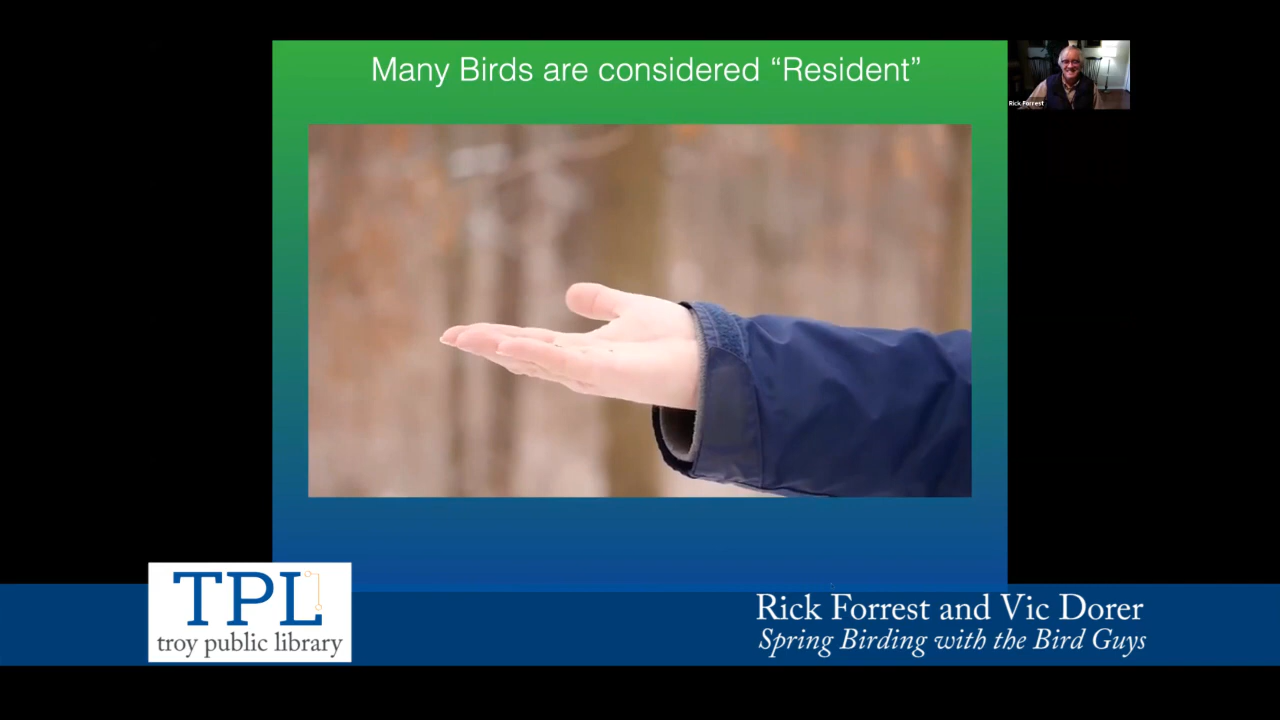 Many Birds are considered “Resident”
Rick Forrest
TPL
troy public library
Rick Forrest and Vic Dorer
Spring Birding with the Bird Guys